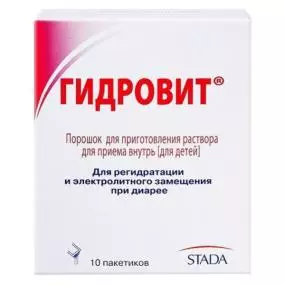 ГИДРОВИТ®
Порошок для приготовления раствора
для приема внутрь [для детей]
Для регидратации
и электролитного замещения
при диарее
10 пакетиков
STADA